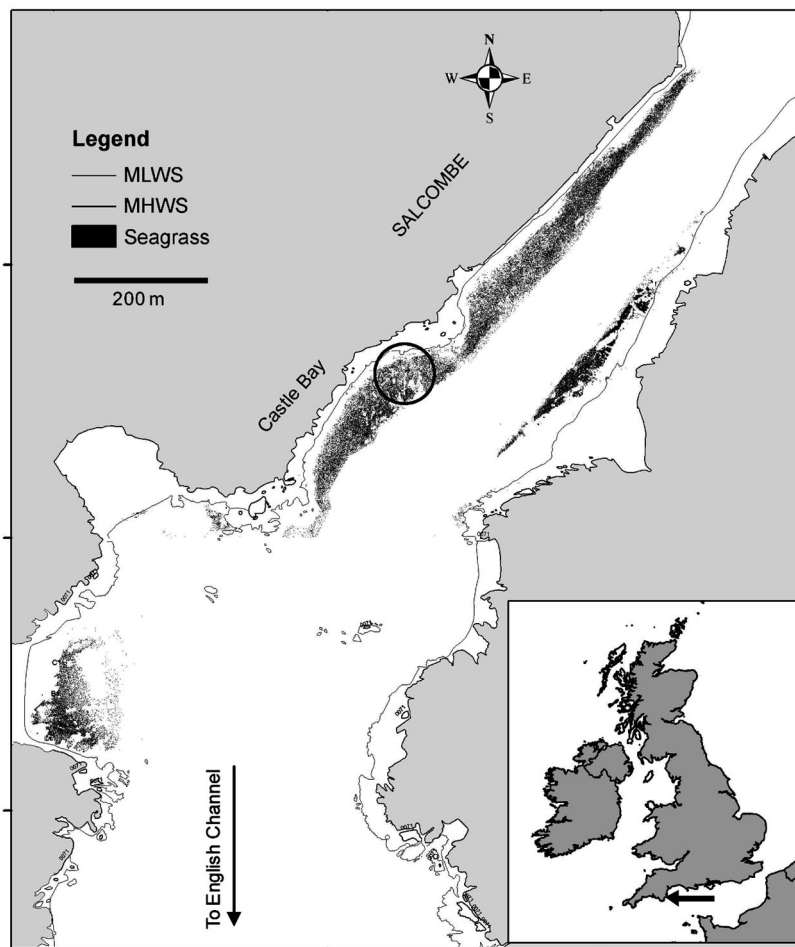 N
W E
S
Legend
MLWS
MHWS
Seagrass
200 m
SALCOMBE
Castle Bay
To English Channel